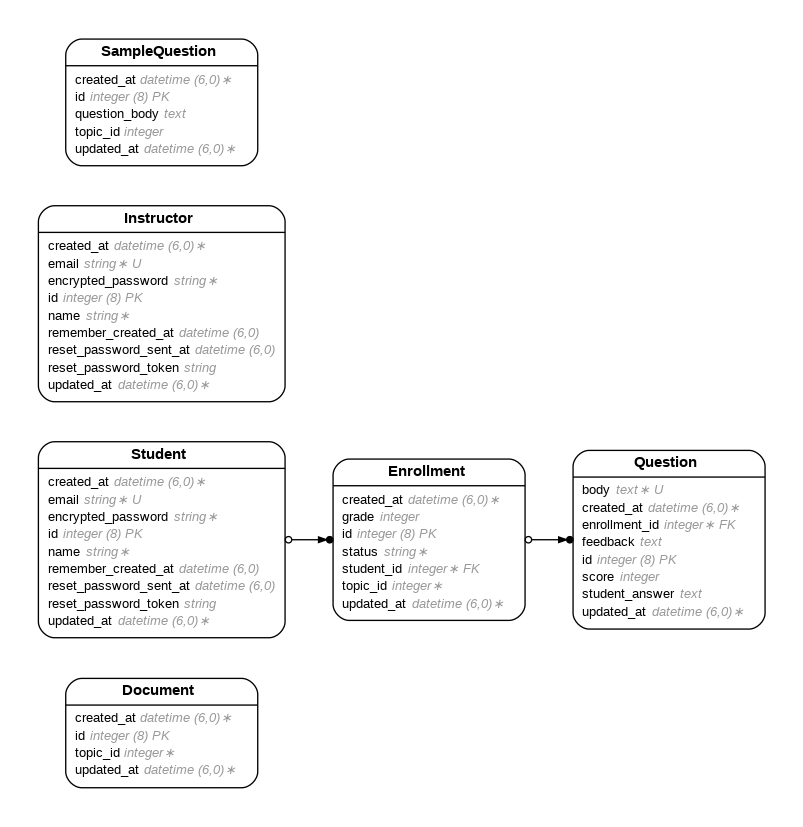 SampleQuestion
created_at datetime (6,0)∗
id integer (8) PK
question_body text
topic_id integer
updated_at datetime (6,0)∗
Instructor
created_at datetime (6,0)∗
email string∗ U
encrypted_password string∗
id integer (8) PK
name string∗
remember_created_at datetime (6,0)
reset_password_sent_at datetime (6,0)
reset_password_token string
updated_at datetime (6,0)∗
Student
created_at datetime (6,0)∗
email string∗ U
encrypted_password string∗
id integer (8) PK
name string∗
remember_created_at datetime (6,0)
reset_password_sent_at datetime (6,0)
reset_password_token string
updated_at datetime (6,0)∗
Enrollment
created_at datetime (6,0)∗
grade integer
id integer (8) PK
status string∗
student_id integer∗ FK
topic_id integer∗
updated_at datetime (6,0)∗
Question
body text∗ U
created_at datetime (6,0)∗
enrollment_id integer∗ FK
feedback text
id integer (8) PK
score integer
student_answer text
updated_at datetime (6,0)∗
Document
created_at datetime (6,0)∗
id integer (8) PK
topic_id integer∗
updated_at datetime (6,0)∗